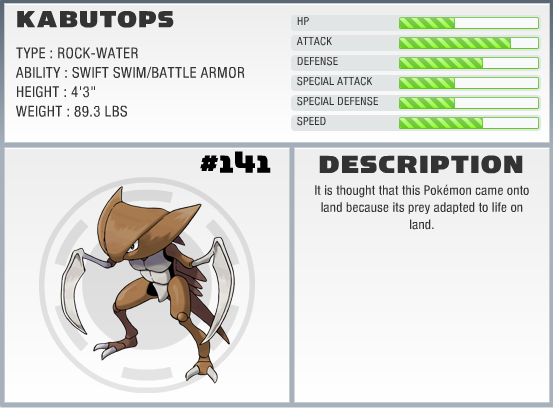 KABUTOPS
TYPE : ROCK-WATER
ABILITY : SWIFT SWIM/BATTLE ARMOR
HEIGHT : 4'3"
WEIGHT : 89.3 LBS
HP
ATTACK
DEFENSE
SPECIAL ATTACK
SPECIAL DEFENSE
SPEED
#141
DESCRIPTION
It is thought that this Pokémon came onto
land because its prey adapted to life on
land.